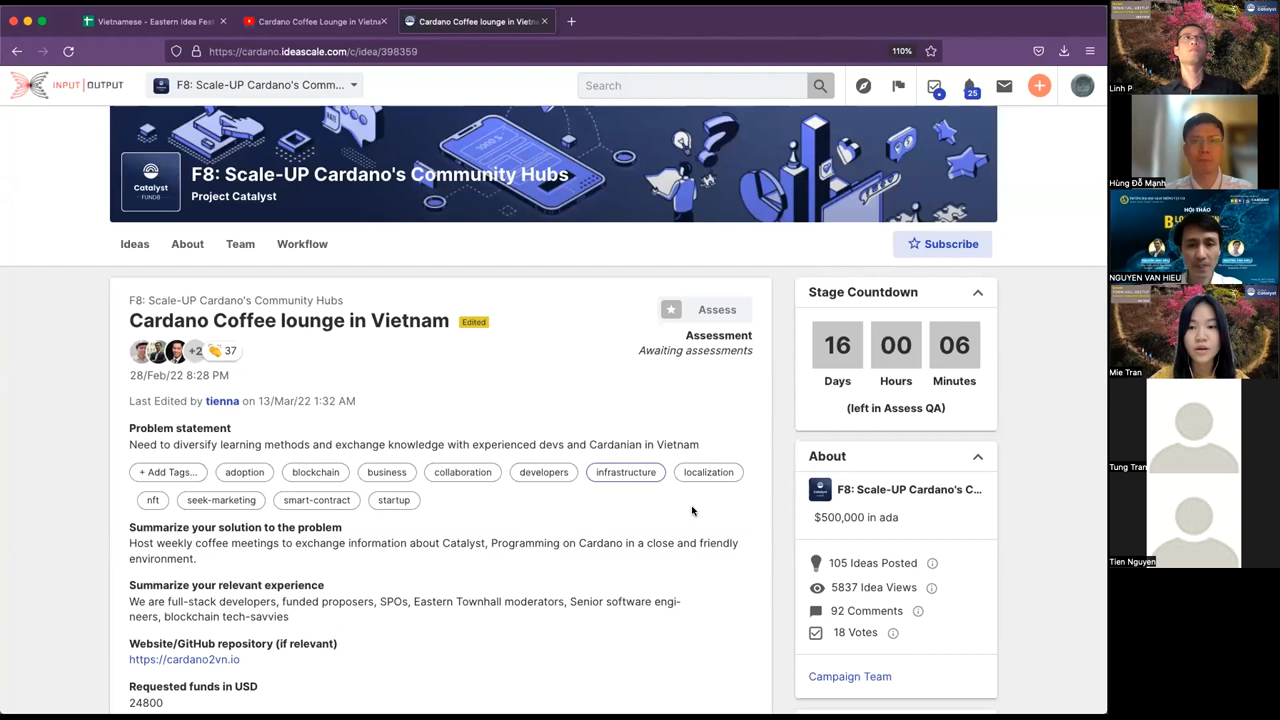 Vietnamese - Eastern Idea Fest
Cardano Coffee Lounge in Vietna
Cardano Coffee lounge in Vietna
https://cardano.ideascale.com/c/idea/398359
110%
INPUT | OUTPUT
F8: Scale-UP Cardano's Comm...
Search
25
Catalyst
FUND8
F8: Scale-UP Cardano's Community Hubs
Project Catalyst
Ideas
About
Team
Workflow
Subscribe
F8: Scale-UP Cardano's Community Hubs
Cardano Coffee lounge in Vietnam
Edited
Assess
Assessment
Awaiting assessments
+2
37
28/Feb/22 8:28 PM
Last Edited by tienna on 13/Mar/22 1:32 AM
Problem statement
Need to diversify learning methods and exchange knowledge with experienced devs and Cardanian in Vietnam
+ Add Tags...
adoption
blockchain
business
collaboration
developers
infrastructure
localization
nft
seek-marketing
smart-contract
startup
Summarize your solution to the problem
Host weekly coffee meetings to exchange information about Catalyst, Programming on Cardano in a close and friendly
environment.
Summarize your relevant experience
We are full-stack developers, funded proposers, SPOs, Eastern Townhall moderators, Senior software engi-
neers, blockchain tech-savvies
Website/GitHub repository (if relevant)
https://cardano2vn.io
Requested funds in USD
24800
Stage Countdown
16
00
06
Days
Hours
Minutes
(left in Assess QA)
About
F8: Scale-UP Cardano's C...
$500,000 in ada
105 Ideas Posted
5837 Idea Views
92 Comments
18 Votes
Campaign Team
Catalyst
Linh P
Hùng Đỗ Mạnh
HỘI THẢO
NGUYEN VAN HIEU
Catalyst
Mie Tran
Tung Tran
Tien Nguyen